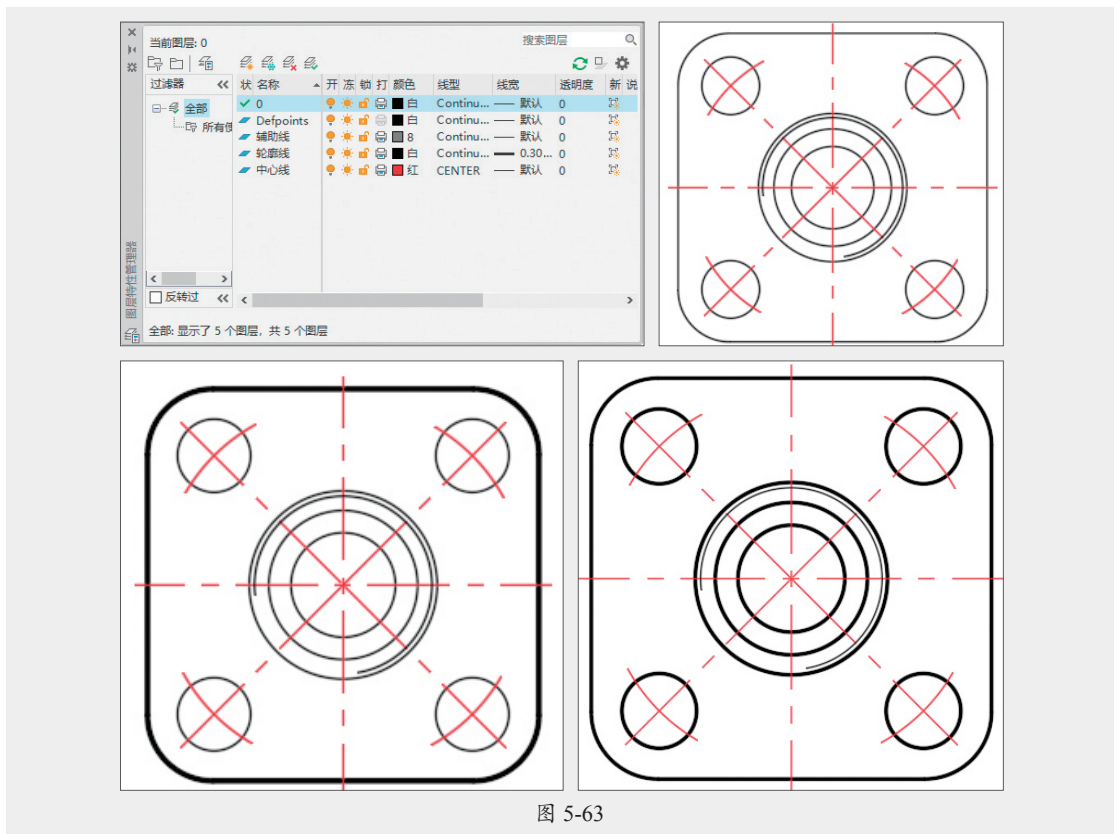 当前图层: 0
搜索图层
过滤器
状 名称 开 冻 锁 打 颜色 线型 线宽 透明度 新 说
全部
所有使
0 白 Continu... 默认 0
Defpoints 白 Continu... 默认 0
辅助线 8 Continu... 默认 0
轮廓线 白 Continu... 0.30... 0
中心线 红 CENTER 默认 0
反转过
图层特性管理器
全部: 显示了 5 个图层, 共 5 个图层
图 5-63